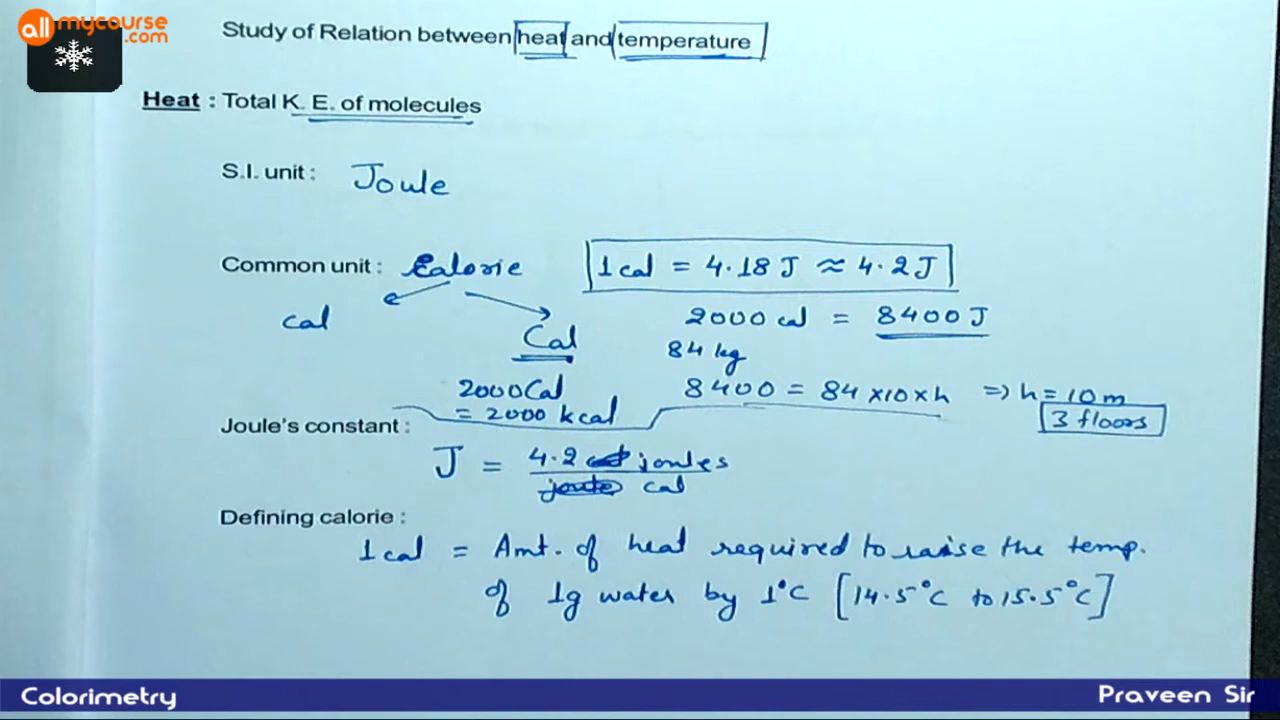 allmycourse.com
Study of Relation between heat and temperature
Heat : Total K. E. of molecules
S.I. unit : Joule
Common unit : Calorie 1 cal = 4.18 J ≈ 4.2 J
cal Cal 2000 cal = 8400 J
84 kg
2000 Cal 8400 = 84 × 10 × h ⇒ h = 10 m
= 2000 kcal 3 floors
Joule's constant :
J = 4.2 joules / cal
Defining calorie :
1 cal = Amt. of heat required to raise the temp.
of 1g water by 1°C [14.5°C to 15.5°C]
Colorimetry Praveen Sir